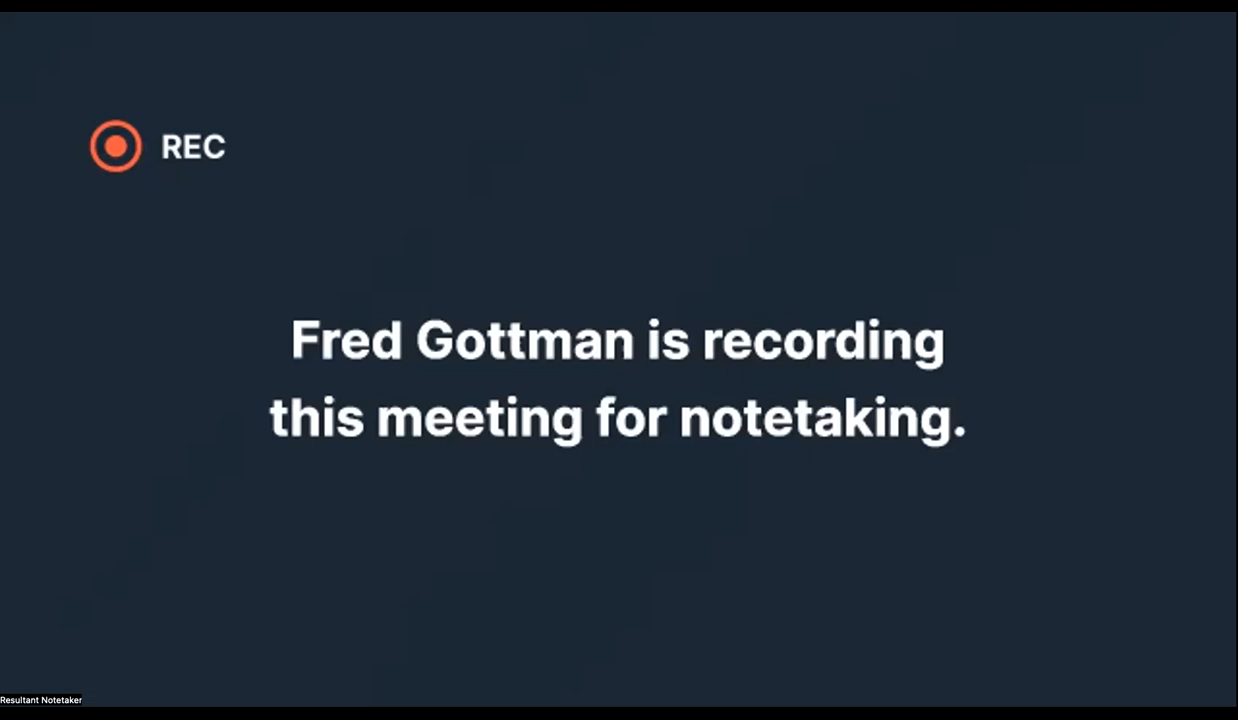 REC
Fred Gottman is recording
this meeting for notetaking.
Resultant Notetaker